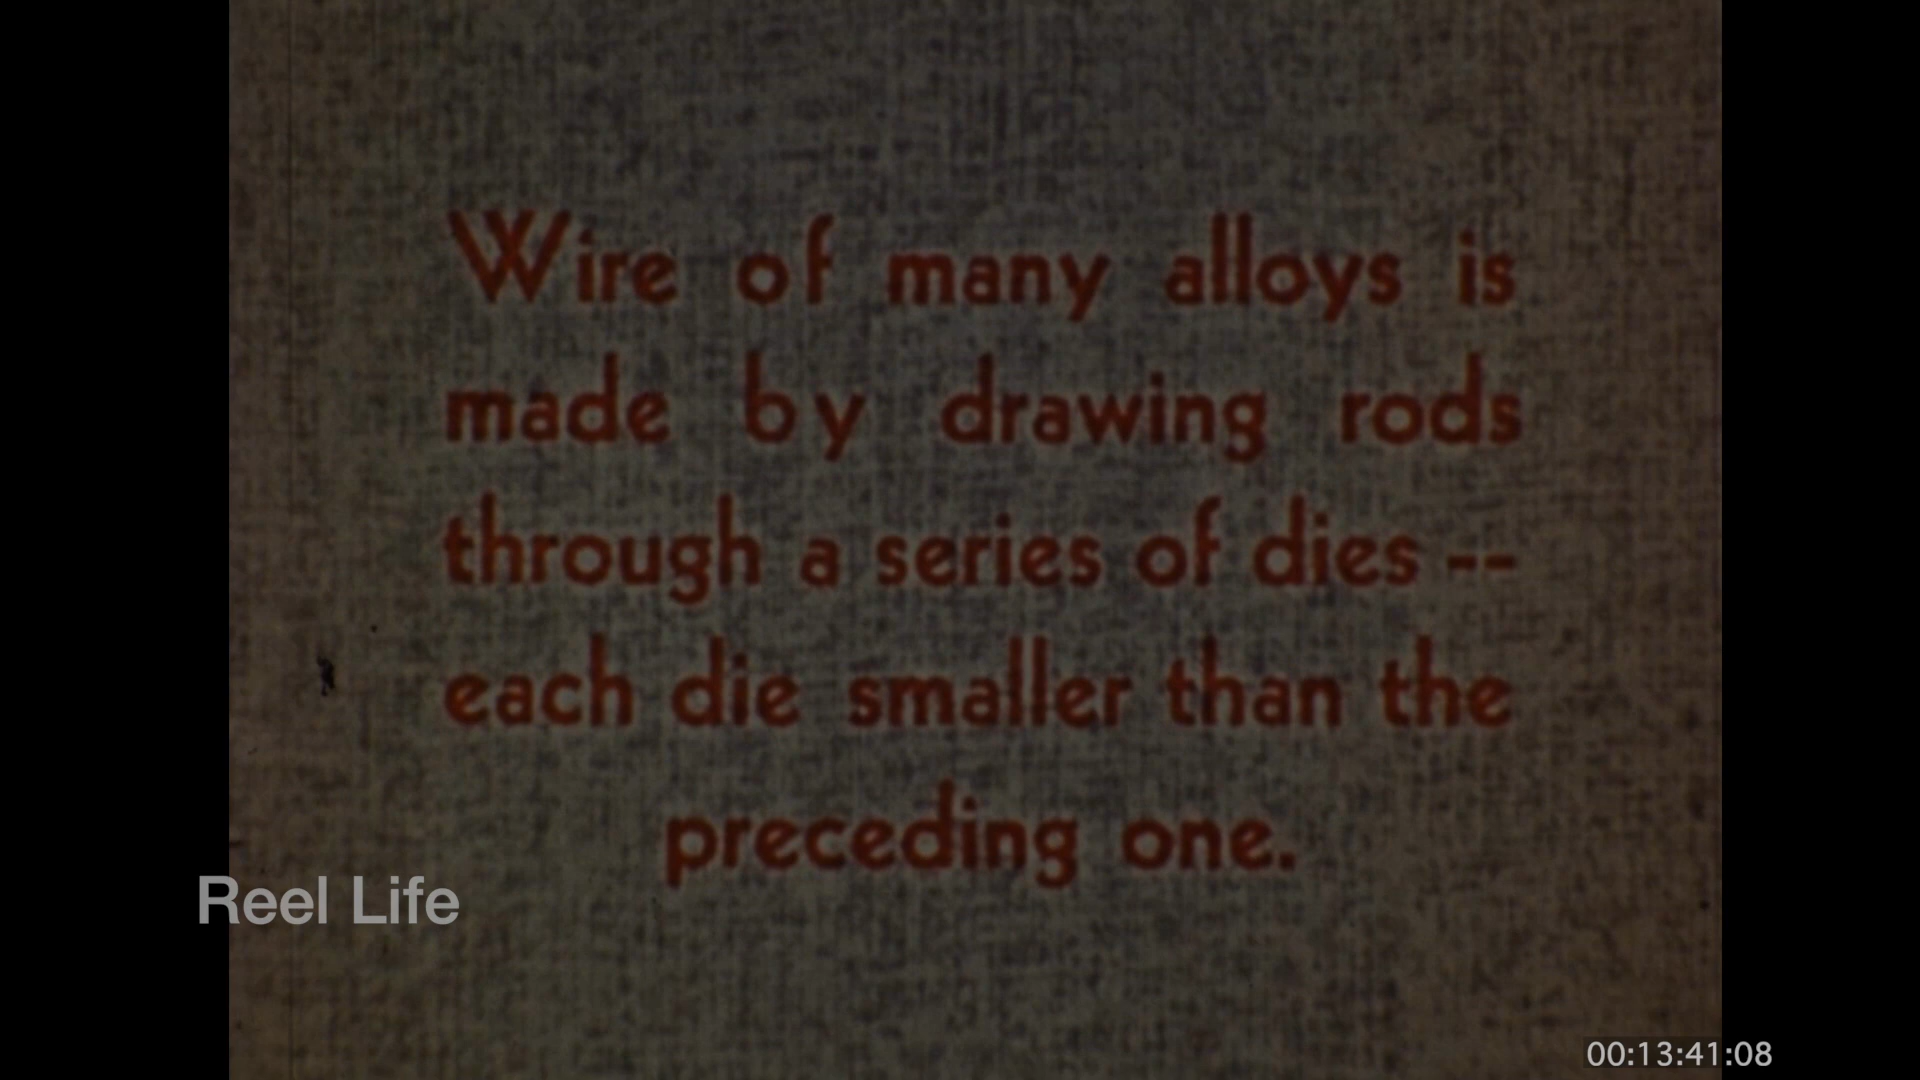 Wire of many alloys is
made by drawing rods
through a series of dies --
each die smaller than the
preceding one.
Reel Life
00:13:41:08